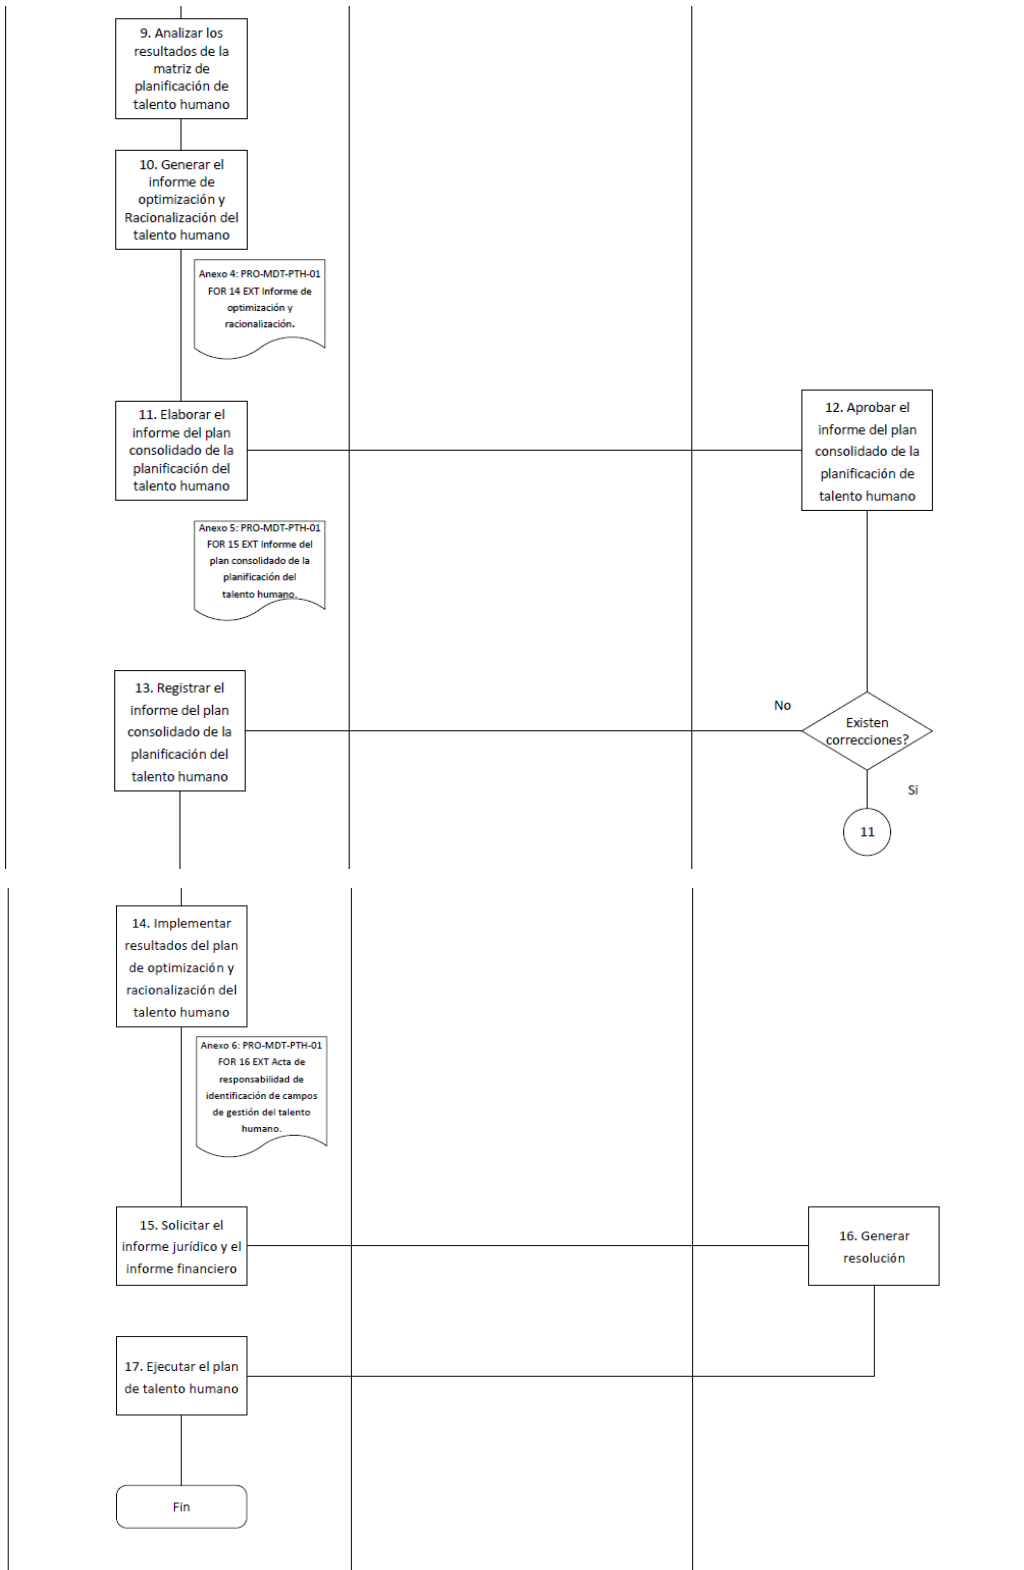 9. Analizar los
resultados de la
matriz de
planificación de
talento humano
10. Generar el
informe de
optimización y
Racionalización del
talento humano
Anexo 4: PRO-MDT-PTH-01
FOR 14 EXT Informe de
optimización y
racionalización.
11. Elaborar el
informe del plan
consolidado de la
planificación del
talento humano
12. Aprobar el
informe del plan
consolidado de la
planificación de
talento humano
Anexo 5: PRO-MDT-PTH-01
FOR 15 EXT Informe del
plan consolidado de la
planificación del
talento humano.
13. Registrar el
informe del plan
consolidado de la
planificación del
talento humano
No
Existen
correcciones?
Si
11
14. Implementar
resultados del plan
de optimización y
racionalización del
talento humano
Anexo 6: PRO-MDT-PTH-01
FOR 16 EXT Acta de
responsabilidad de
identificación de campos
de gestión del talento
humano.
15. Solicitar el
informe jurídico y el
informe financiero
16. Generar
resolución
17. Ejecutar el plan
de talento humano
Fin